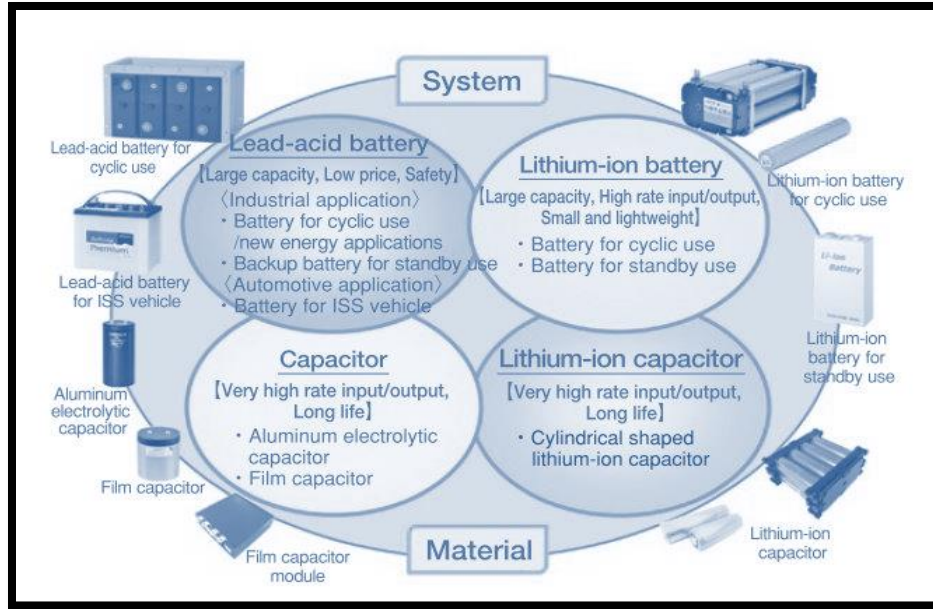 System
Lead-acid battery for
cyclic use
Lead-acid battery
【Large capacity, Low price, Safety】
〈Industrial application〉
・Battery for cyclic use
/new energy applications
・Backup battery for standby use
〈Automotive application〉
・Battery for ISS vehicle
Lithium-ion battery
【Large capacity, High rate input/output,
Small and lightweight】
・Battery for cyclic use
・Battery for standby use
Lithium-ion battery
for cyclic use
Premium
Lead-acid battery
for ISS vehicle
Li-ion
Battery
Lithium-ion
battery for
standby use
Capacitor
【Very high rate input/output,
Long life】
・Aluminum electrolytic
capacitor
・Film capacitor
Lithium-ion capacitor
【Very high rate input/output,
Long life】
・Cylindrical shaped
lithium-ion capacitor
Aluminum
electrolytic
capacitor
Film capacitor
Film capacitor
module
Lithium-ion
capacitor
Material